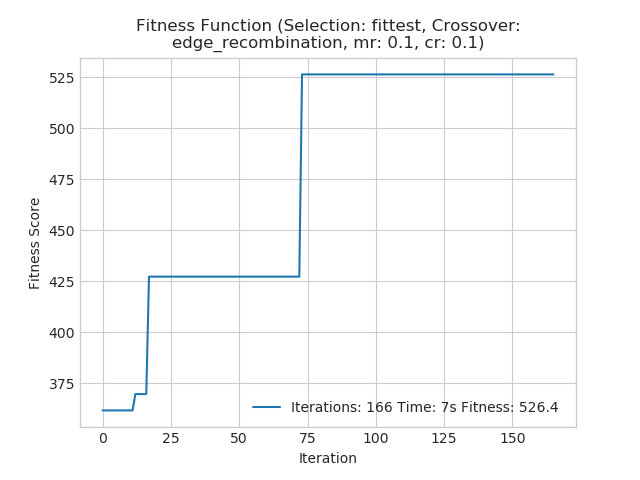 Fitness Function (Selection: fittest, Crossover:
edge_recombination, mr: 0.1, cr: 0.1)
525
500
475
450
425
400
375
Fitness Score
Iterations: 166 Time: 7s Fitness: 526.4
0 25 50 75 100 125 150
Iteration